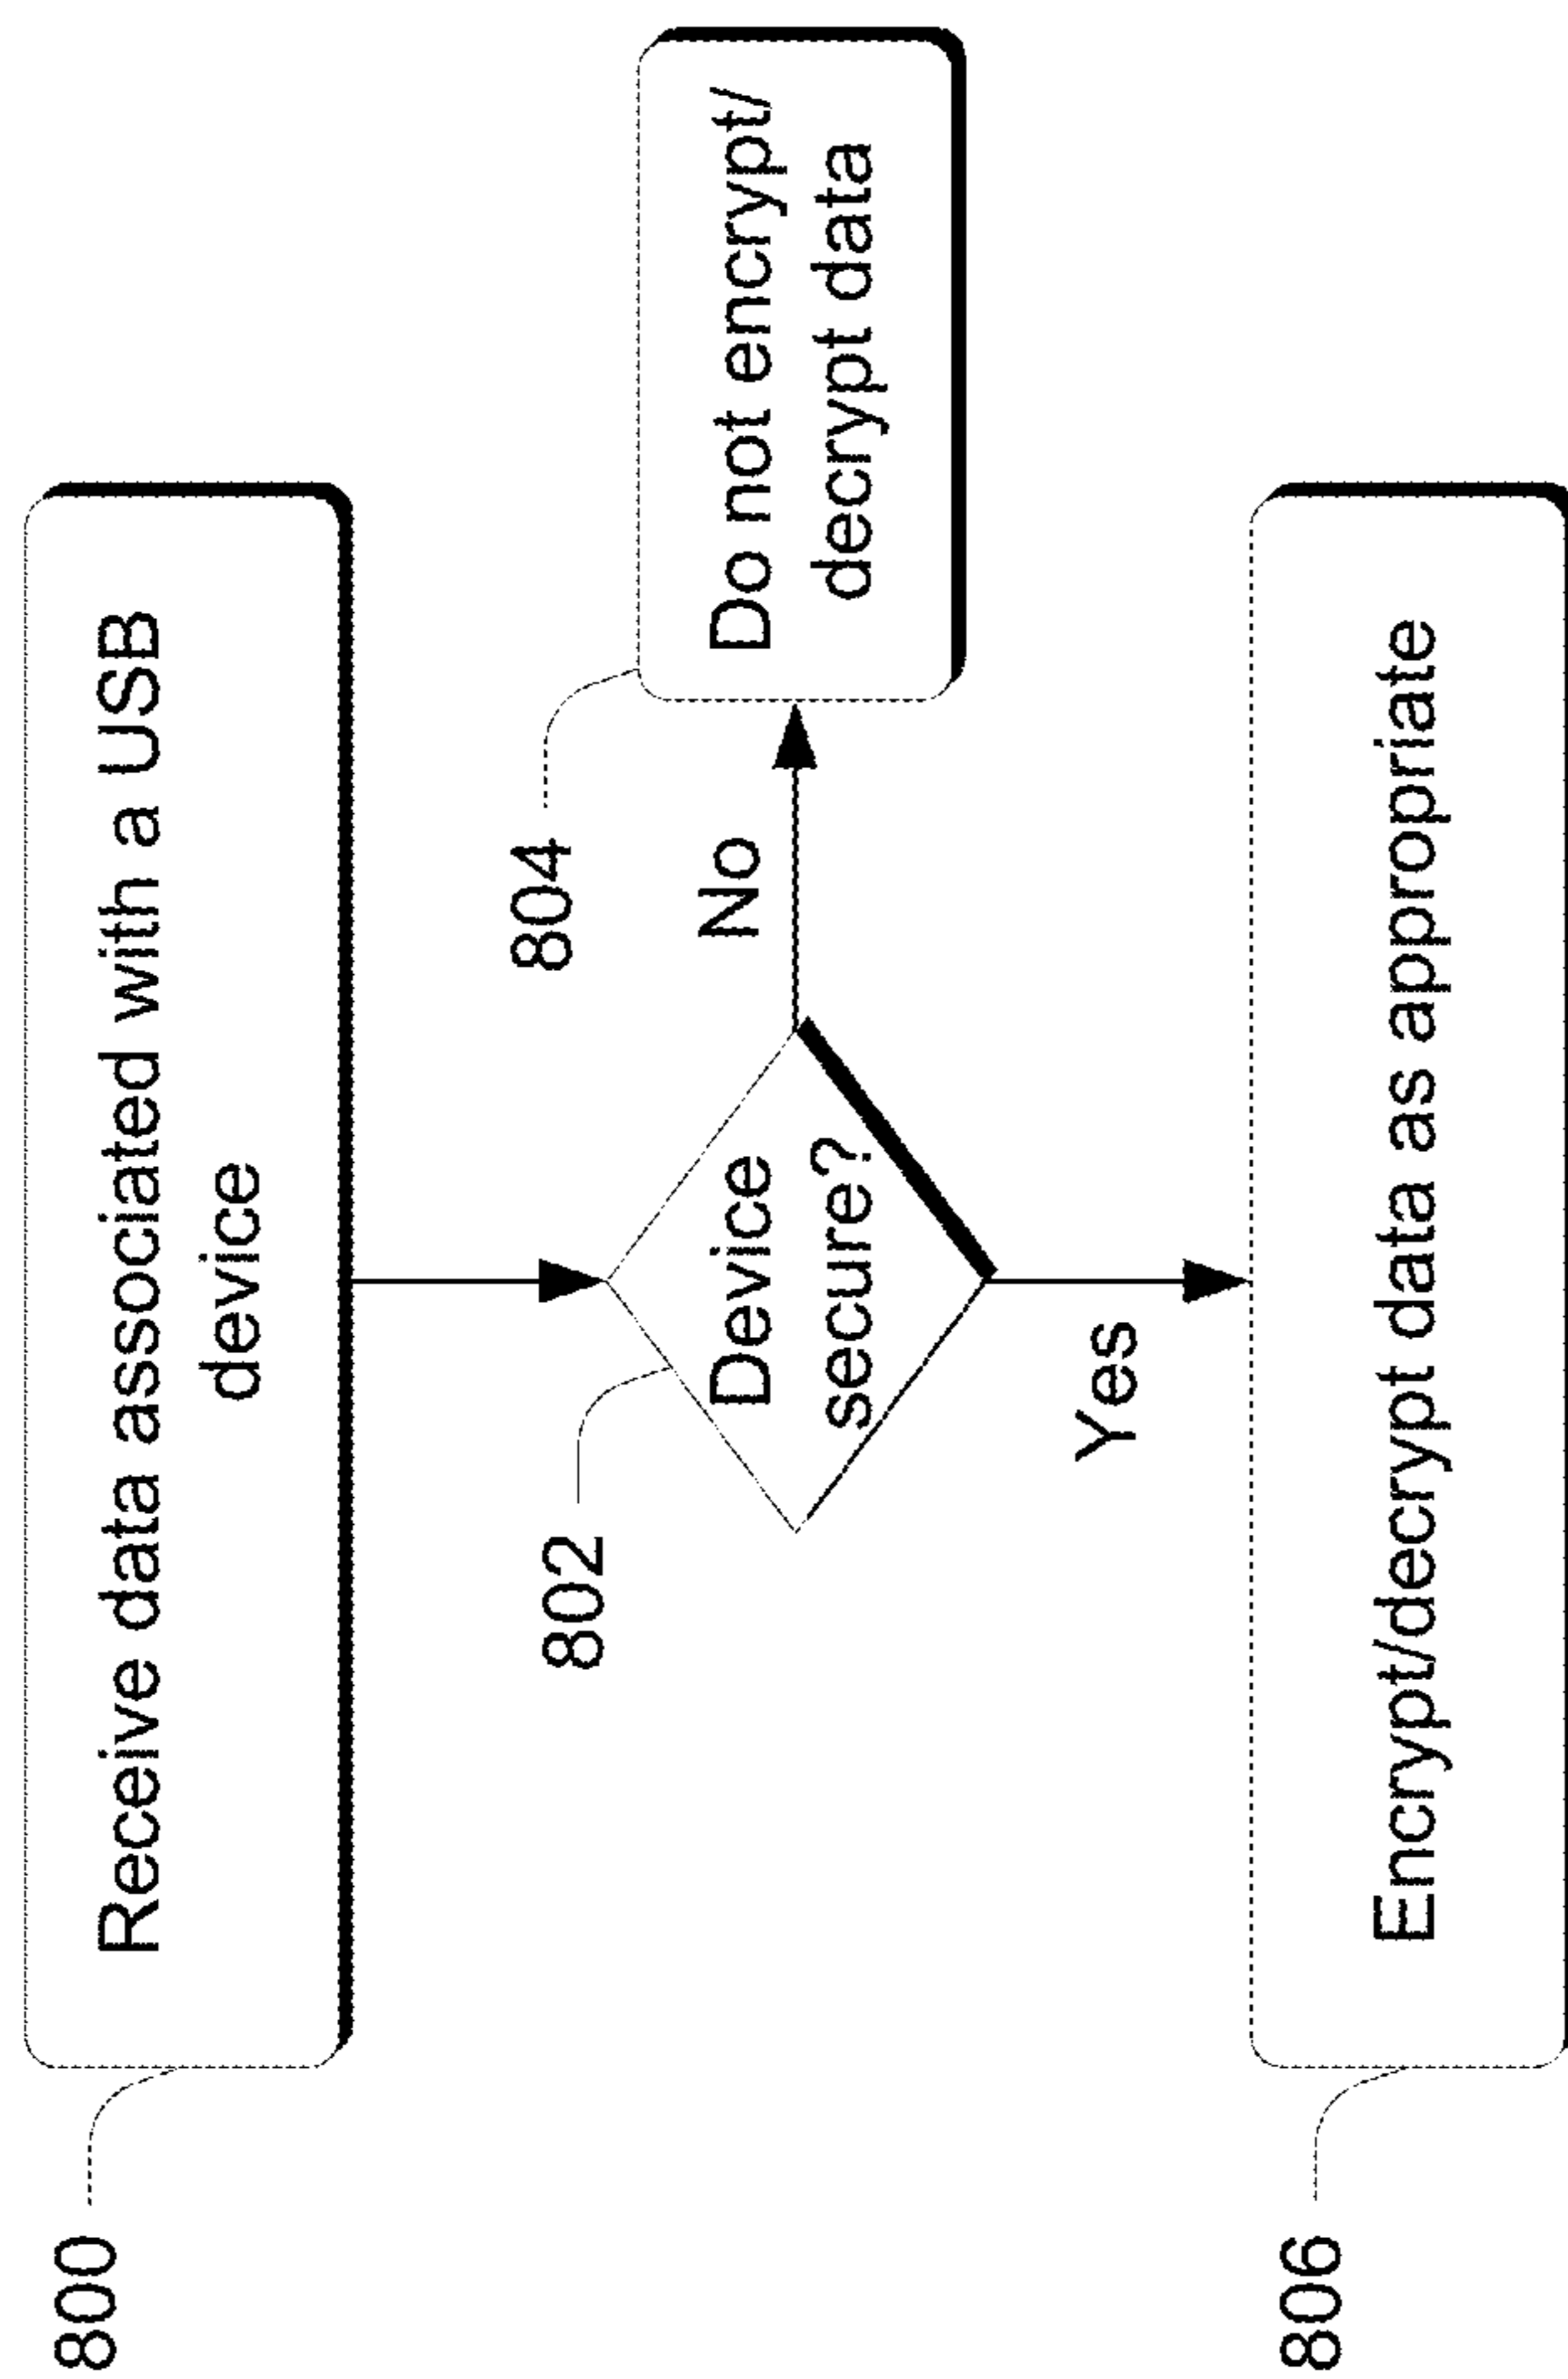 800
Receive data associated with a USB
device
802
Device
secure?
804
No
Do not encrypt/
decrypt data
Yes
806
Encrypt/decrypt data as appropriate